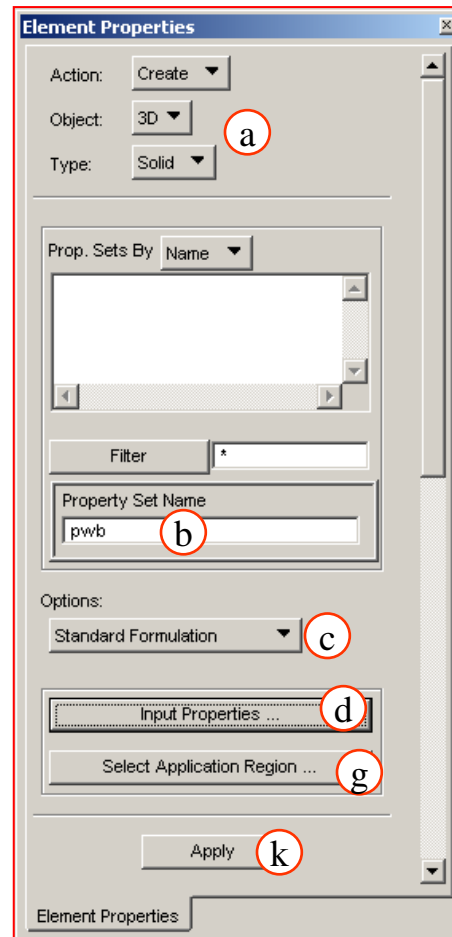 Element Properties
Action: Create
Object: 3D
a
Type: Solid
Prop. Sets By Name
Filter *
Property Set Name
pwb b
Options:
Standard Formulation c
Input Properties ... d
Select Application Region ... g
Apply k
Element Properties